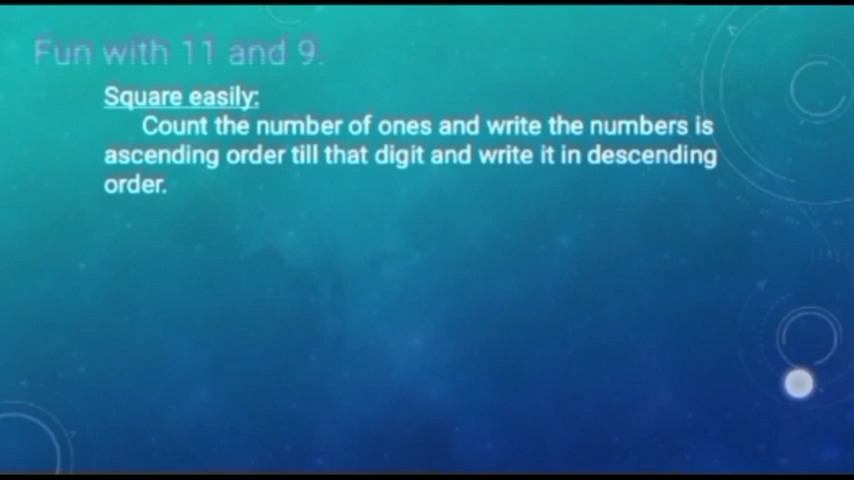 Fun with 11 and 9.
Square easily:
Count the number of ones and write the numbers is
ascending order till that digit and write it in descending
order.